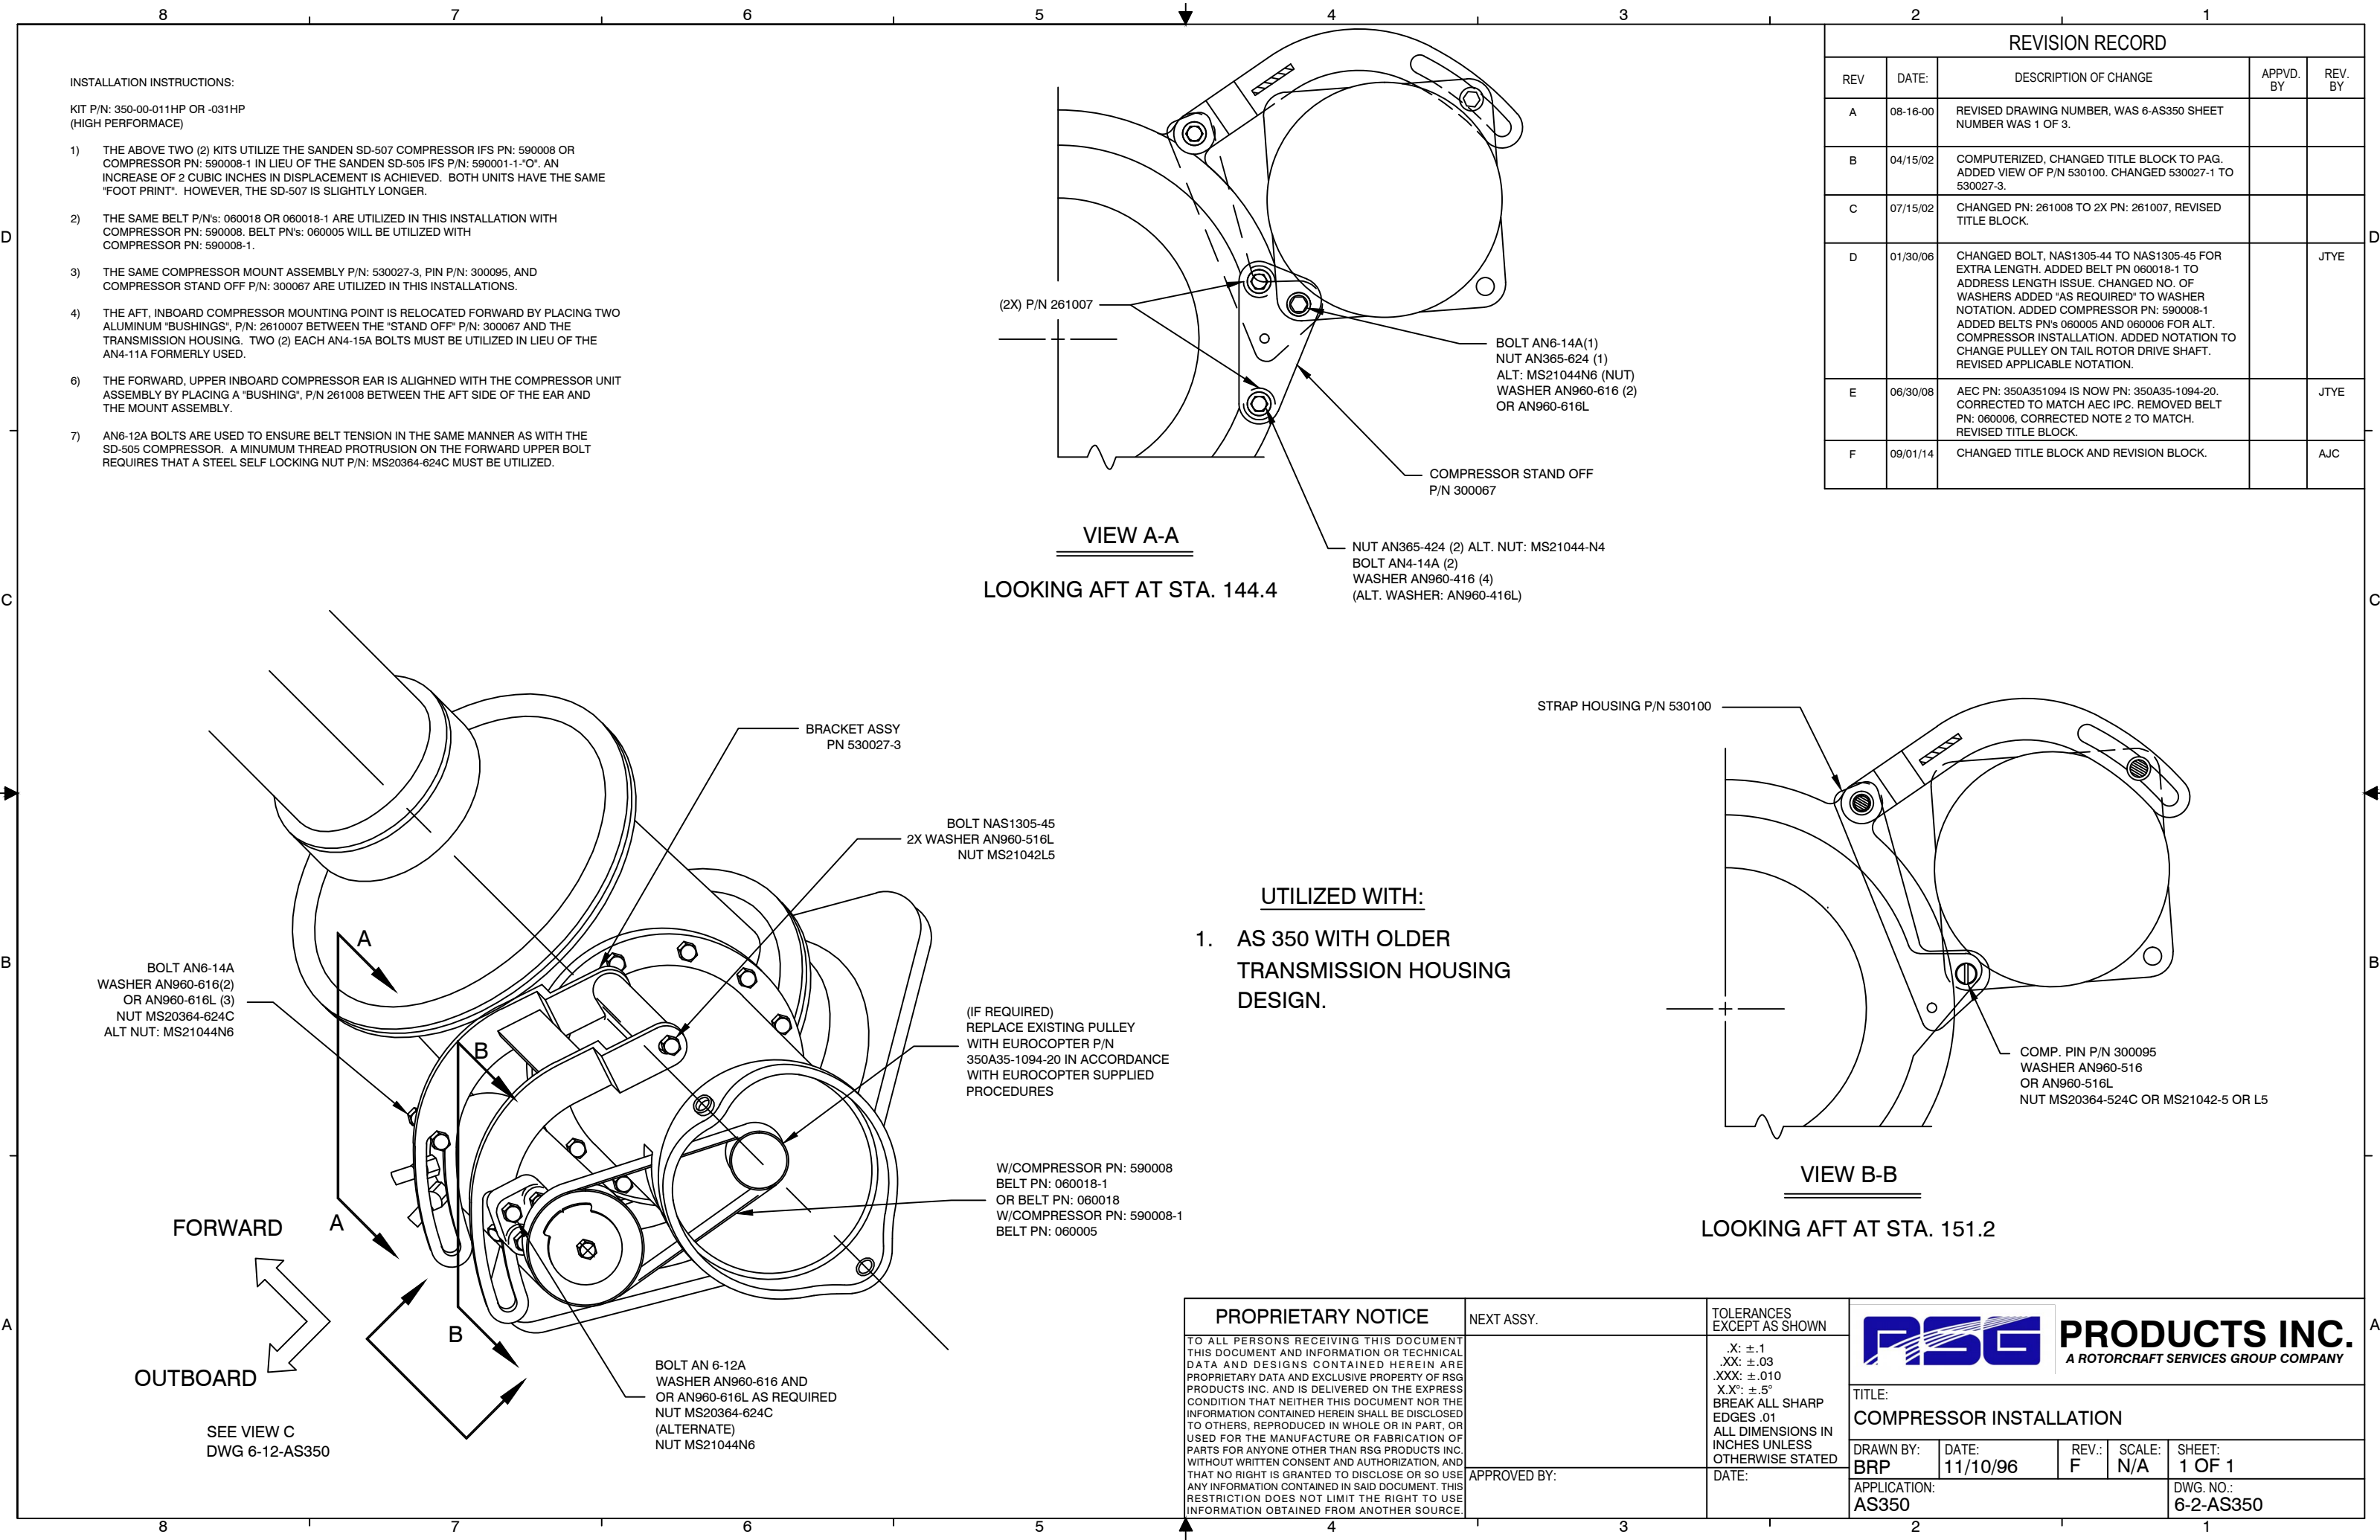 8 7 6 5 4 3 2 1
INSTALLATION INSTRUCTIONS:
KIT P/N: 350-00-011HP OR -031HP
(HIGH PERFORMACE)
1) THE ABOVE TWO (2) KITS UTILIZE THE SANDEN SD-507 COMPRESSOR IFS PN: 590008 OR
COMPRESSOR PN: 590008-1 IN LIEU OF THE SANDEN SD-505 IFS P/N: 590001-1-"O". AN
INCREASE OF 2 CUBIC INCHES IN DISPLACEMENT IS ACHIEVED. BOTH UNITS HAVE THE SAME
"FOOT PRINT". HOWEVER, THE SD-507 IS SLIGHTLY LONGER.
2) THE SAME BELT P/N's: 060018 OR 060018-1 ARE UTILIZED IN THIS INSTALLATION WITH
COMPRESSOR PN: 590008. BELT PN's: 060005 WILL BE UTILIZED WITH
COMPRESSOR PN: 590008-1.
3) THE SAME COMPRESSOR MOUNT ASSEMBLY P/N: 530027-3, PIN P/N: 300095, AND
COMPRESSOR STAND OFF P/N: 300067 ARE UTILIZED IN THIS INSTALLATIONS.
4) THE AFT, INBOARD COMPRESSOR MOUNTING POINT IS RELOCATED FORWARD BY PLACING TWO
ALUMINUM "BUSHINGS", P/N: 2610007 BETWEEN THE "STAND OFF" P/N: 300067 AND THE
TRANSMISSION HOUSING. TWO (2) EACH AN4-15A BOLTS MUST BE UTILIZED IN LIEU OF THE
AN4-11A FORMERLY USED.
6) THE FORWARD, UPPER INBOARD COMPRESSOR EAR IS ALIGHNED WITH THE COMPRESSOR UNIT
ASSEMBLY BY PLACING A "BUSHING", P/N 261008 BETWEEN THE AFT SIDE OF THE EAR AND
THE MOUNT ASSEMBLY.
7) AN6-12A BOLTS ARE USED TO ENSURE BELT TENSION IN THE SAME MANNER AS WITH THE
SD-505 COMPRESSOR. A MINUMUM THREAD PROTRUSION ON THE FORWARD UPPER BOLT
REQUIRES THAT A STEEL SELF LOCKING NUT P/N: MS20364-624C MUST BE UTILIZED.
(2X) P/N 261007
BOLT AN6-14A(1)
NUT AN365-624 (1)
ALT: MS21044N6 (NUT)
WASHER AN960-616 (2)
OR AN960-616L
COMPRESSOR STAND OFF
P/N 300067
NUT AN365-424 (2) ALT. NUT: MS21044-N4
BOLT AN4-14A (2)
WASHER AN960-416 (4)
(ALT. WASHER: AN960-416L)
VIEW A-A
LOOKING AFT AT STA. 144.4
REVISION RECORD
REV DATE: DESCRIPTION OF CHANGE APPVD. BY REV. BY
A 08-16-00 REVISED DRAWING NUMBER, WAS 6-AS350 SHEET
NUMBER WAS 1 OF 3.
B 04/15/02 COMPUTERIZED, CHANGED TITLE BLOCK TO PAG.
ADDED VIEW OF P/N 530100. CHANGED 530027-1 TO
530027-3.
C 07/15/02 CHANGED PN: 261008 TO 2X PN: 261007, REVISED
TITLE BLOCK.
D 01/30/06 CHANGED BOLT, NAS1305-44 TO NAS1305-45 FOR JTYE
EXTRA LENGTH. ADDED BELT PN 060018-1 TO
ADDRESS LENGTH ISSUE. CHANGED NO. OF
WASHERS ADDED "AS REQUIRED" TO WASHER
NOTATION. ADDED COMPRESSOR PN: 590008-1
ADDED BELTS PN's 060005 AND 060006 FOR ALT.
COMPRESSOR INSTALLATION. ADDED NOTATION TO
CHANGE PULLEY ON TAIL ROTOR DRIVE SHAFT.
REVISED APPLICABLE NOTATION.
E 06/30/08 AEC PN: 350A351094 IS NOW PN: 350A35-1094-20. JTYE
CORRECTED TO MATCH AEC IPC. REMOVED BELT
PN: 060006, CORRECTED NOTE 2 TO MATCH.
REVISED TITLE BLOCK.
F 09/01/14 CHANGED TITLE BLOCK AND REVISION BLOCK. AJC
D D
C C
B B
A A
BRACKET ASSY
PN 530027-3
BOLT NAS1305-45
2X WASHER AN960-516L
NUT MS21042L5
BOLT AN6-14A
WASHER AN960-616(2)
OR AN960-616L (3)
NUT MS20364-624C
ALT NUT: MS21044N6
A
B
A
B
(IF REQUIRED)
REPLACE EXISTING PULLEY
WITH EUROCOPTER P/N
350A35-1094-20 IN ACCORDANCE
WITH EUROCOPTER SUPPLIED
PROCEDURES
W/COMPRESSOR PN: 590008
BELT PN: 060018-1
OR BELT PN: 060018
W/COMPRESSOR PN: 590008-1
BELT PN: 060005
FORWARD
OUTBOARD
SEE VIEW C
DWG 6-12-AS350
BOLT AN 6-12A
WASHER AN960-616 AND
OR AN960-616L AS REQUIRED
NUT MS20364-624C
(ALTERNATE)
NUT MS21044N6
UTILIZED WITH:
1. AS 350 WITH OLDER
TRANSMISSION HOUSING
DESIGN.
STRAP HOUSING P/N 530100
COMP. PIN P/N 300095
WASHER AN960-516
OR AN960-516L
NUT MS20364-524C OR MS21042-5 OR L5
VIEW B-B
LOOKING AFT AT STA. 151.2
PROPRIETARY NOTICE
TO ALL PERSONS RECEIVING THIS DOCUMENT
THIS DOCUMENT AND INFORMATION OR TECHNICAL
DATA AND DESIGNS CONTAINED HEREIN ARE
PROPRIETARY DATA AND EXCLUSIVE PROPERTY OF RSG
PRODUCTS INC. AND IS DELIVERED ON THE EXPRESS
CONDITION THAT NEITHER THIS DOCUMENT NOR THE
INFORMATION CONTAINED HEREIN SHALL BE DISCLOSED
TO OTHERS, REPRODUCED IN WHOLE OR IN PART, OR
USED FOR THE MANUFACTURE OR FABRICATION OF
PARTS FOR ANYONE OTHER THAN RSG PRODUCTS INC.
WITHOUT WRITTEN CONSENT AND AUTHORIZATION, AND
THAT NO RIGHT IS GRANTED TO DISCLOSE OR SO USE
ANY INFORMATION CONTAINED IN SAID DOCUMENT. THIS
RESTRICTION DOES NOT LIMIT THE RIGHT TO USE
INFORMATION OBTAINED FROM ANOTHER SOURCE.
NEXT ASSY.
APPROVED BY:
TOLERANCES
EXCEPT AS SHOWN
.X: ±.1
.XX: ±.03
.XXX: ±.010
X.X°: ±.5°
BREAK ALL SHARP
EDGES .01
ALL DIMENSIONS IN
INCHES UNLESS
OTHERWISE STATED
DATE:
RSG PRODUCTS INC.
A ROTORCRAFT SERVICES GROUP COMPANY
TITLE:
COMPRESSOR INSTALLATION
DRAWN BY: DATE: REV.: SCALE: SHEET:
BRP 11/10/96 F N/A 1 OF 1
APPLICATION: DWG. NO.:
AS350 6-2-AS350
8 7 6 5 4 3 2 1